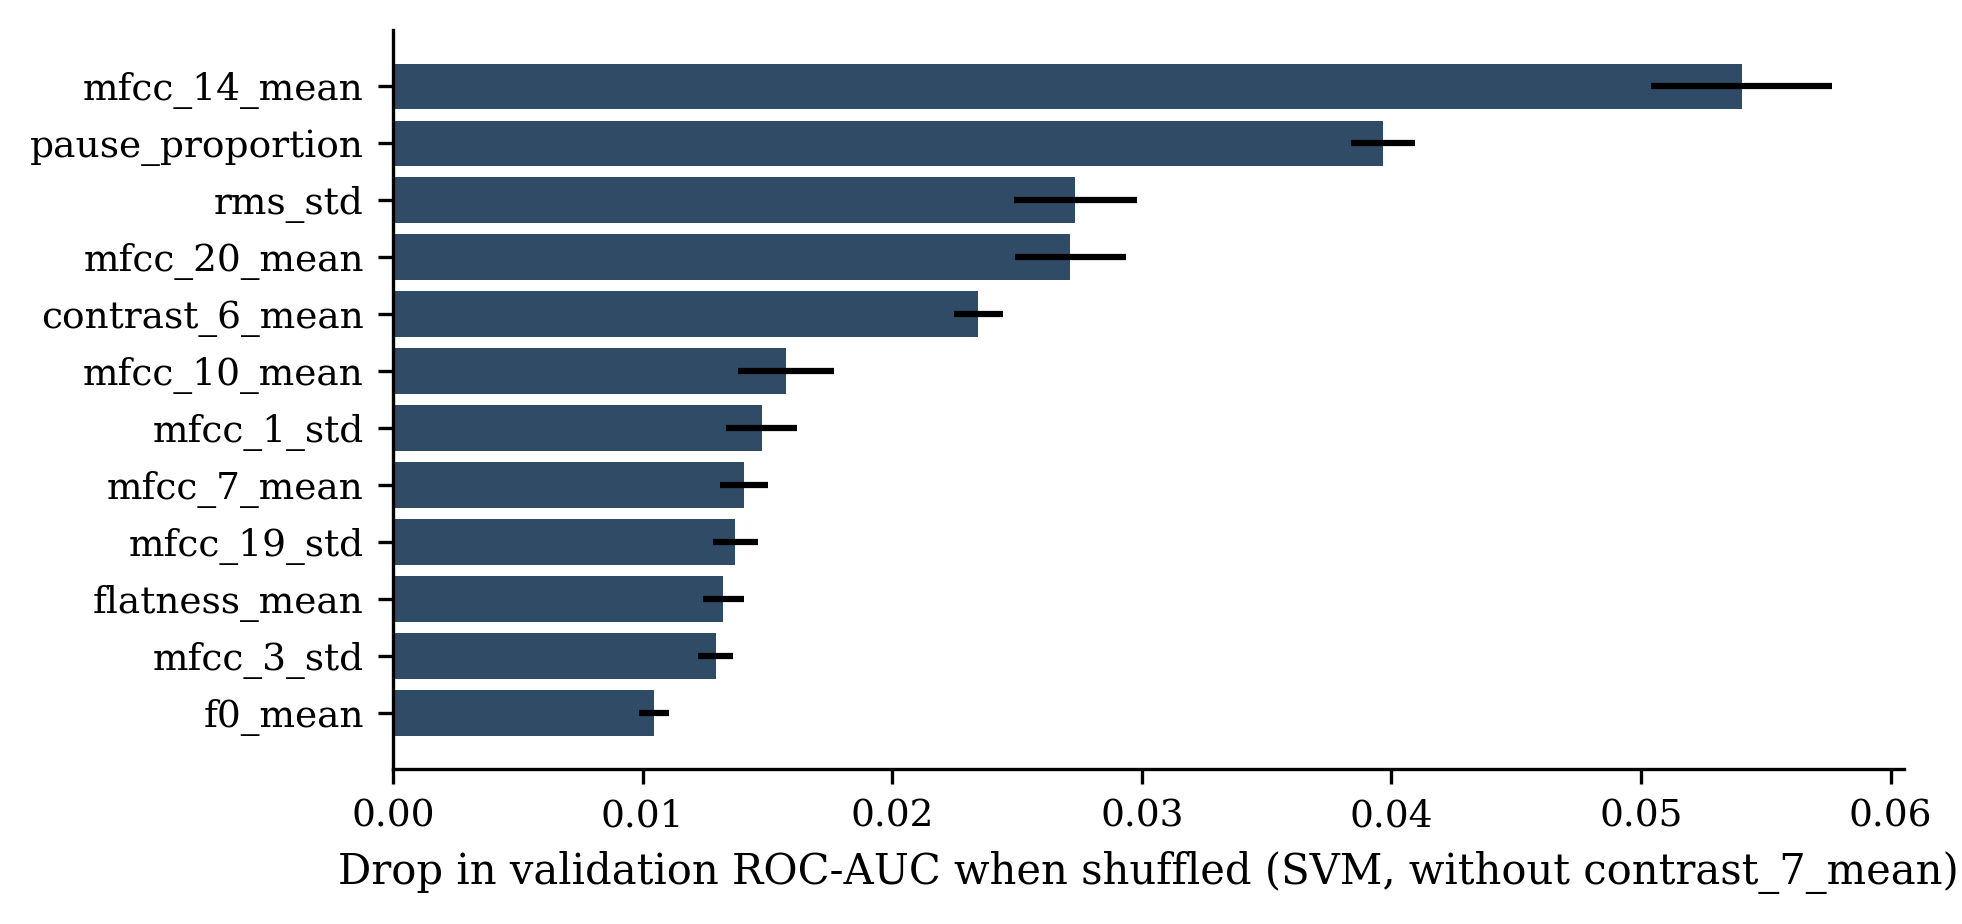 mfcc_14_mean
pause_proportion
rms_std
mfcc_20_mean
contrast_6_mean
mfcc_10_mean
mfcc_1_std
mfcc_7_mean
mfcc_19_std
flatness_mean
mfcc_3_std
f0_mean
0.00 0.01 0.02 0.03 0.04 0.05 0.06
Drop in validation ROC-AUC when shuffled (SVM, without contrast_7_mean)